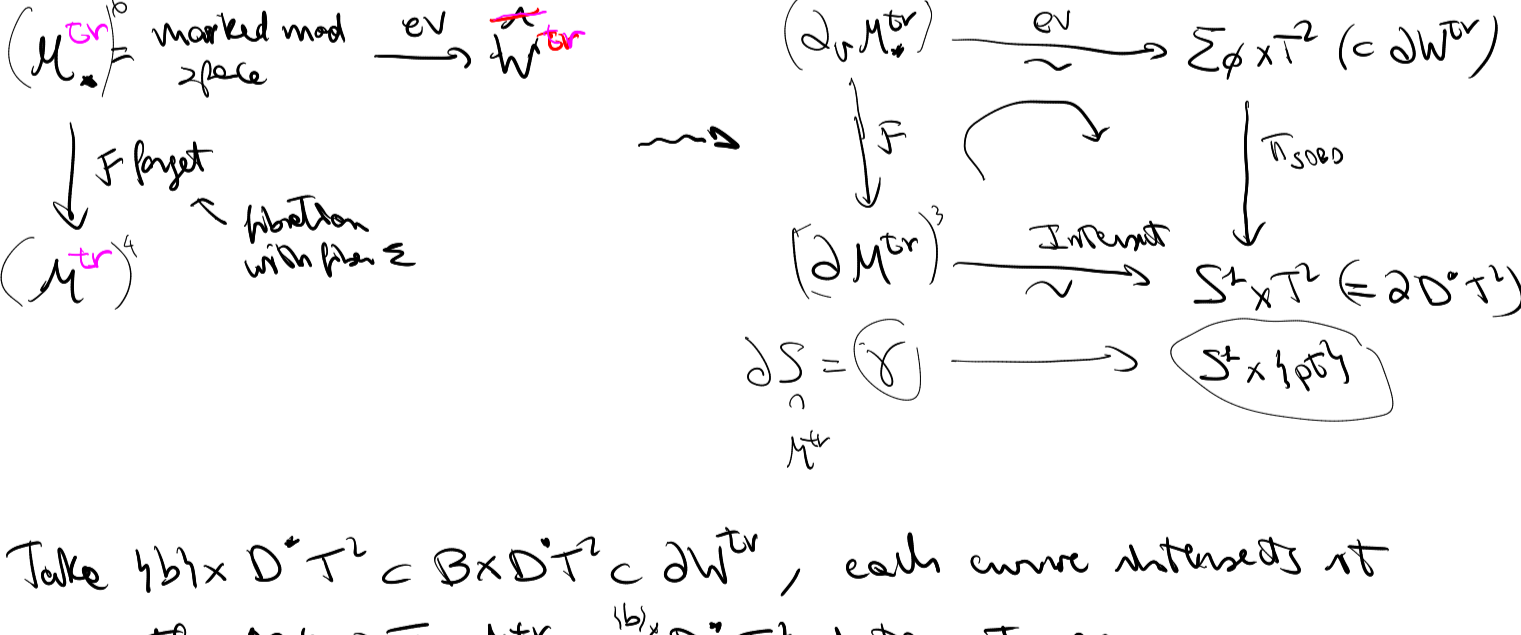 (M_*^{tr})^6 = marked mod space
ev
W^{tr}
F forget
fibration with fiber Σ
(M^{tr})^4
(∂_v M_*^{tr})
ev
~
Σ_φ × T^2 (⊂ ∂W^{tr})
F
π_{SOBD}
(∂M^{tr})^3
Intersect
~
S^1 × T^2 (= ∂D^*T^2)
∂S = γ
S^1 × {pt}
∩
M^{tr}
Take {b} × D^*T^2 ⊂ B × D^*T^2 ⊂ ∂W^{tr}, each curve intersects it